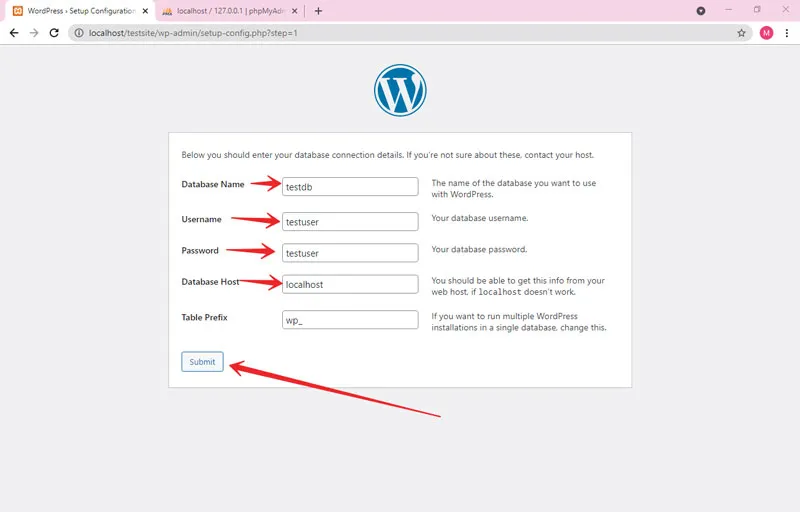 WordPress › Setup Configuration
localhost / 127.0.0.1 | phpMyAdm
localhost/testsite/wp-admin/setup-config.php?step=1
M
W
Below you should enter your database connection details. If you're not sure about these, contact your host.
Database Name
testdb
The name of the database you want to use
with WordPress.
Username
testuser
Your database username.
Password
testuser
Your database password.
Database Host
localhost
You should be able to get this info from your
web host, if localhost doesn't work.
Table Prefix
wp_
If you want to run multiple WordPress
installations in a single database, change this.
Submit